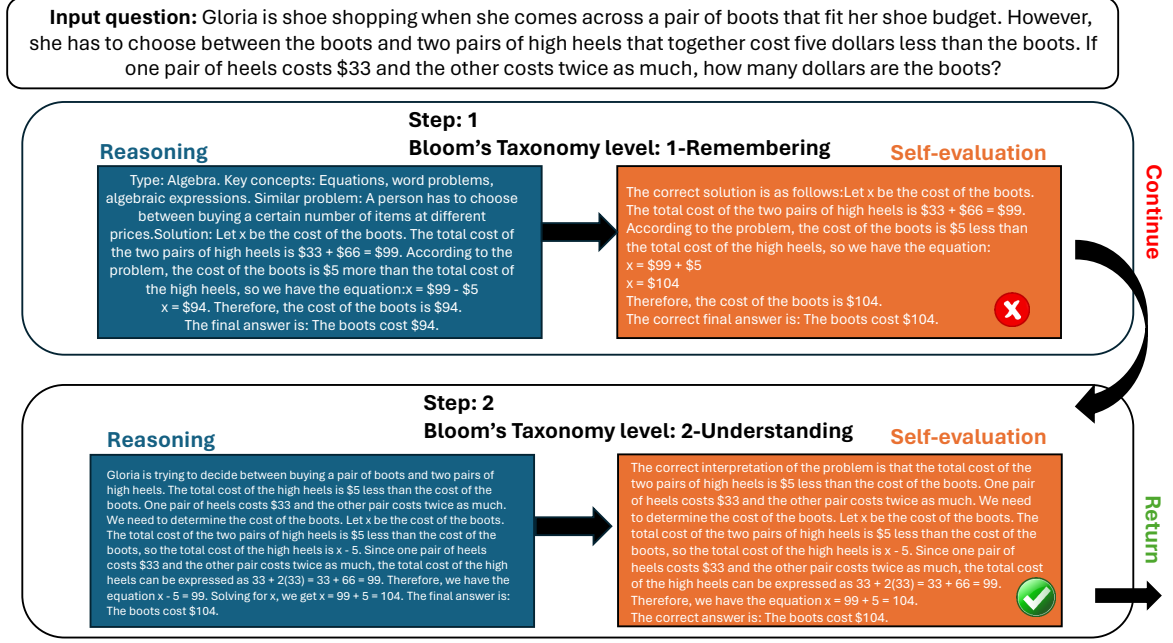 Input question: Gloria is shoe shopping when she comes across a pair of boots that fit her shoe budget. However,
she has to choose between the boots and two pairs of high heels that together cost five dollars less than the boots. If
one pair of heels costs $33 and the other costs twice as much, how many dollars are the boots?
Step: 1
Bloom's Taxonomy level: 1-Remembering
Reasoning
Type: Algebra. Key concepts: Equations, word problems,
algebraic expressions. Similar problem: A person has to choose
between buying a certain number of items at different
prices.Solution: Let x be the cost of the boots. The total cost of
the two pairs of high heels is $33 + $66 = $99. According to the
problem, the cost of the boots is $5 more than the total cost of
the high heels, so we have the equation:x = $99 - $5
x = $94. Therefore, the cost of the boots is $94.
The final answer is: The boots cost $94.
Self-evaluation
The correct solution is as follows:Let x be the cost of the boots.
The total cost of the two pairs of high heels is $33 + $66 = $99.
According to the problem, the cost of the boots is $5 less than
the total cost of the high heels, so we have the equation:
x = $99 + $5
x = $104
Therefore, the cost of the boots is $104.
The correct final answer is: The boots cost $104.
Continue
Step: 2
Bloom's Taxonomy level: 2-Understanding
Reasoning
Gloria is trying to decide between buying a pair of boots and two pairs of
high heels. The total cost of the high heels is $5 less than the cost of the
boots. One pair of heels costs $33 and the other pair costs twice as much.
We need to determine the cost of the boots. Let x be the cost of the boots.
The total cost of the two pairs of high heels is $5 less than the cost of the
boots, so the total cost of the high heels is x - 5. Since one pair of heels
costs $33 and the other pair costs twice as much, the total cost of the high
heels can be expressed as 33 + 2(33) = 33 + 66 = 99. Therefore, we have the
equation x - 5 = 99. Solving for x, we get x = 99 + 5 = 104. The final answer is:
The boots cost $104.
Self-evaluation
The correct interpretation of the problem is that the total cost of the
two pairs of high heels is $5 less than the cost of the boots. One pair
of heels costs $33 and the other pair costs twice as much. We need
to determine the cost of the boots. Let x be the cost of the boots. The
total cost of the two pairs of high heels is $5 less than the cost of the
boots, so the total cost of the high heels is x - 5. Since one pair of
heels costs $33 and the other pair costs twice as much, the total cost
of the high heels can be expressed as 33 + 2(33) = 33 + 66 = 99.
Therefore, we have the equation x = 99 + 5 = 104.
The correct answer is: The boots cost $104.
Return